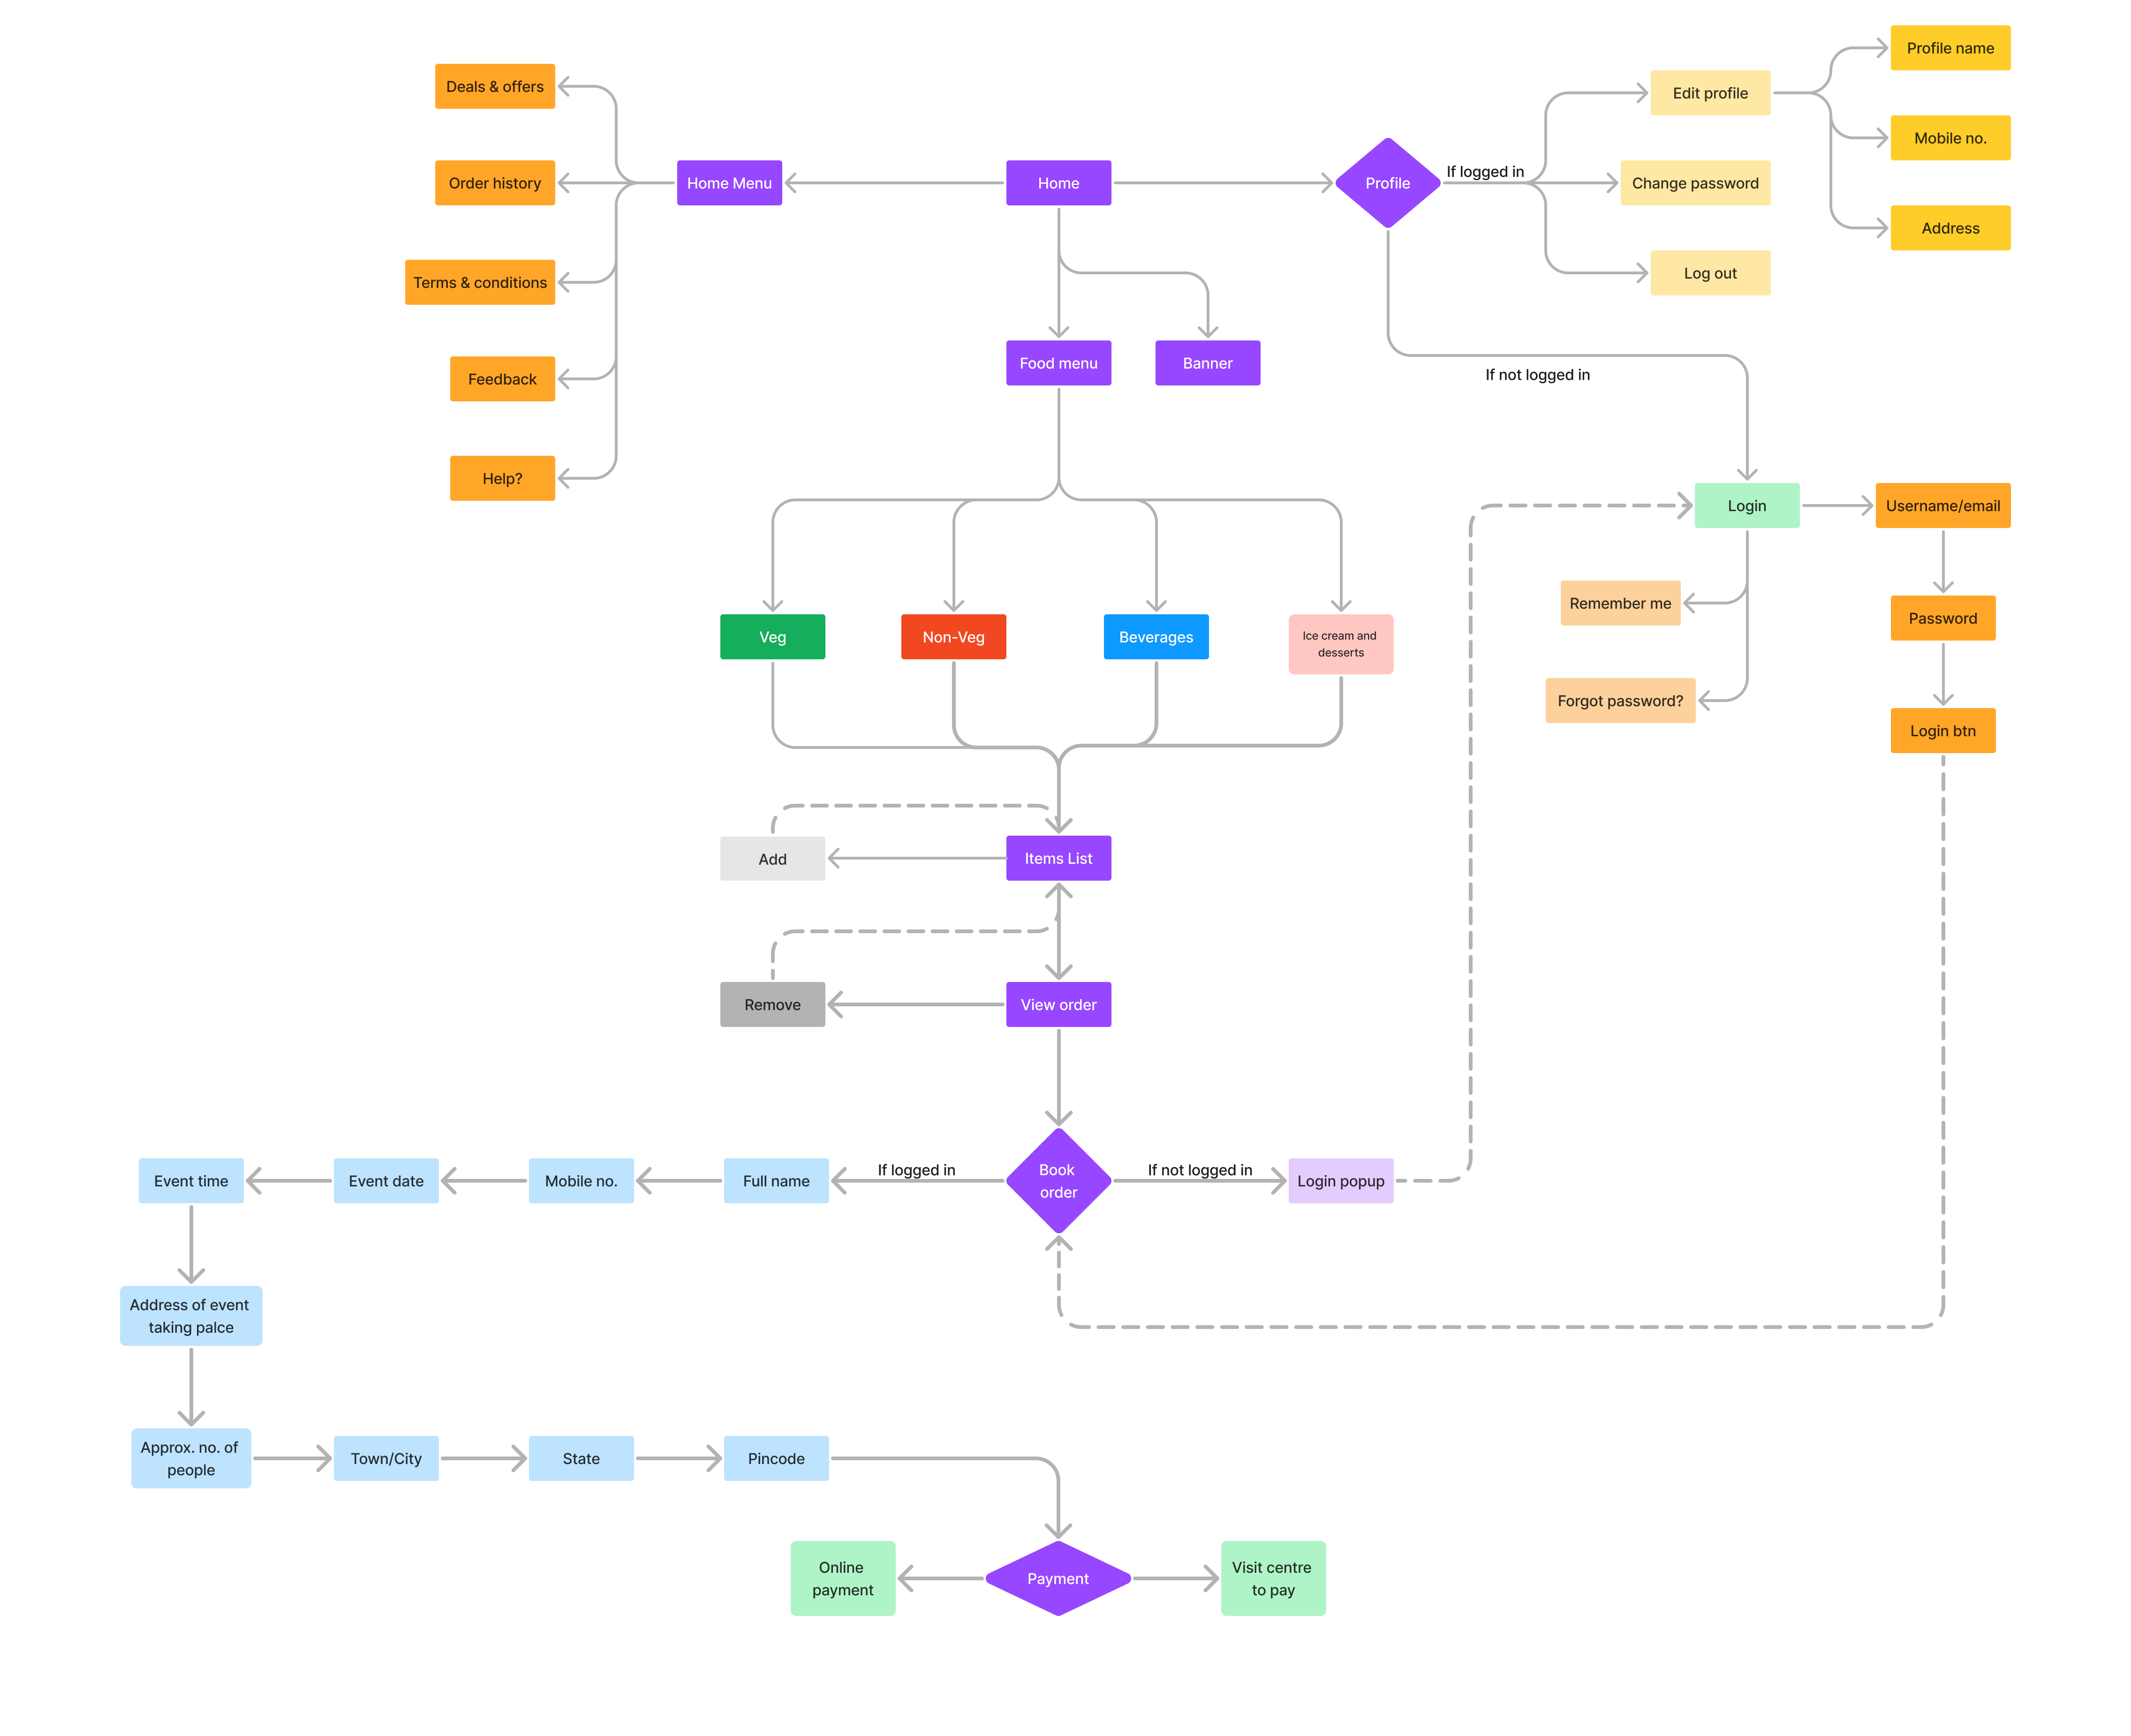 Profile name
Deals & offers
Edit profile
Mobile no.
If logged in
Order history
Home Menu
Home
Profile
Change password
Address
Log out
Terms & conditions
Food menu
Banner
If not logged in
Feedback
Help?
Login
Username/email
Remember me
Password
Veg
Non-Veg
Beverages
Ice cream and
desserts
Forgot password?
Login btn
Add
Items List
Remove
View order
If logged in
If not logged in
Event time
Event date
Mobile no.
Full name
Book
order
Login popup
Address of event
taking palce
Approx. no. of
people
Town/City
State
Pincode
Online
payment
Payment
Visit centre
to pay